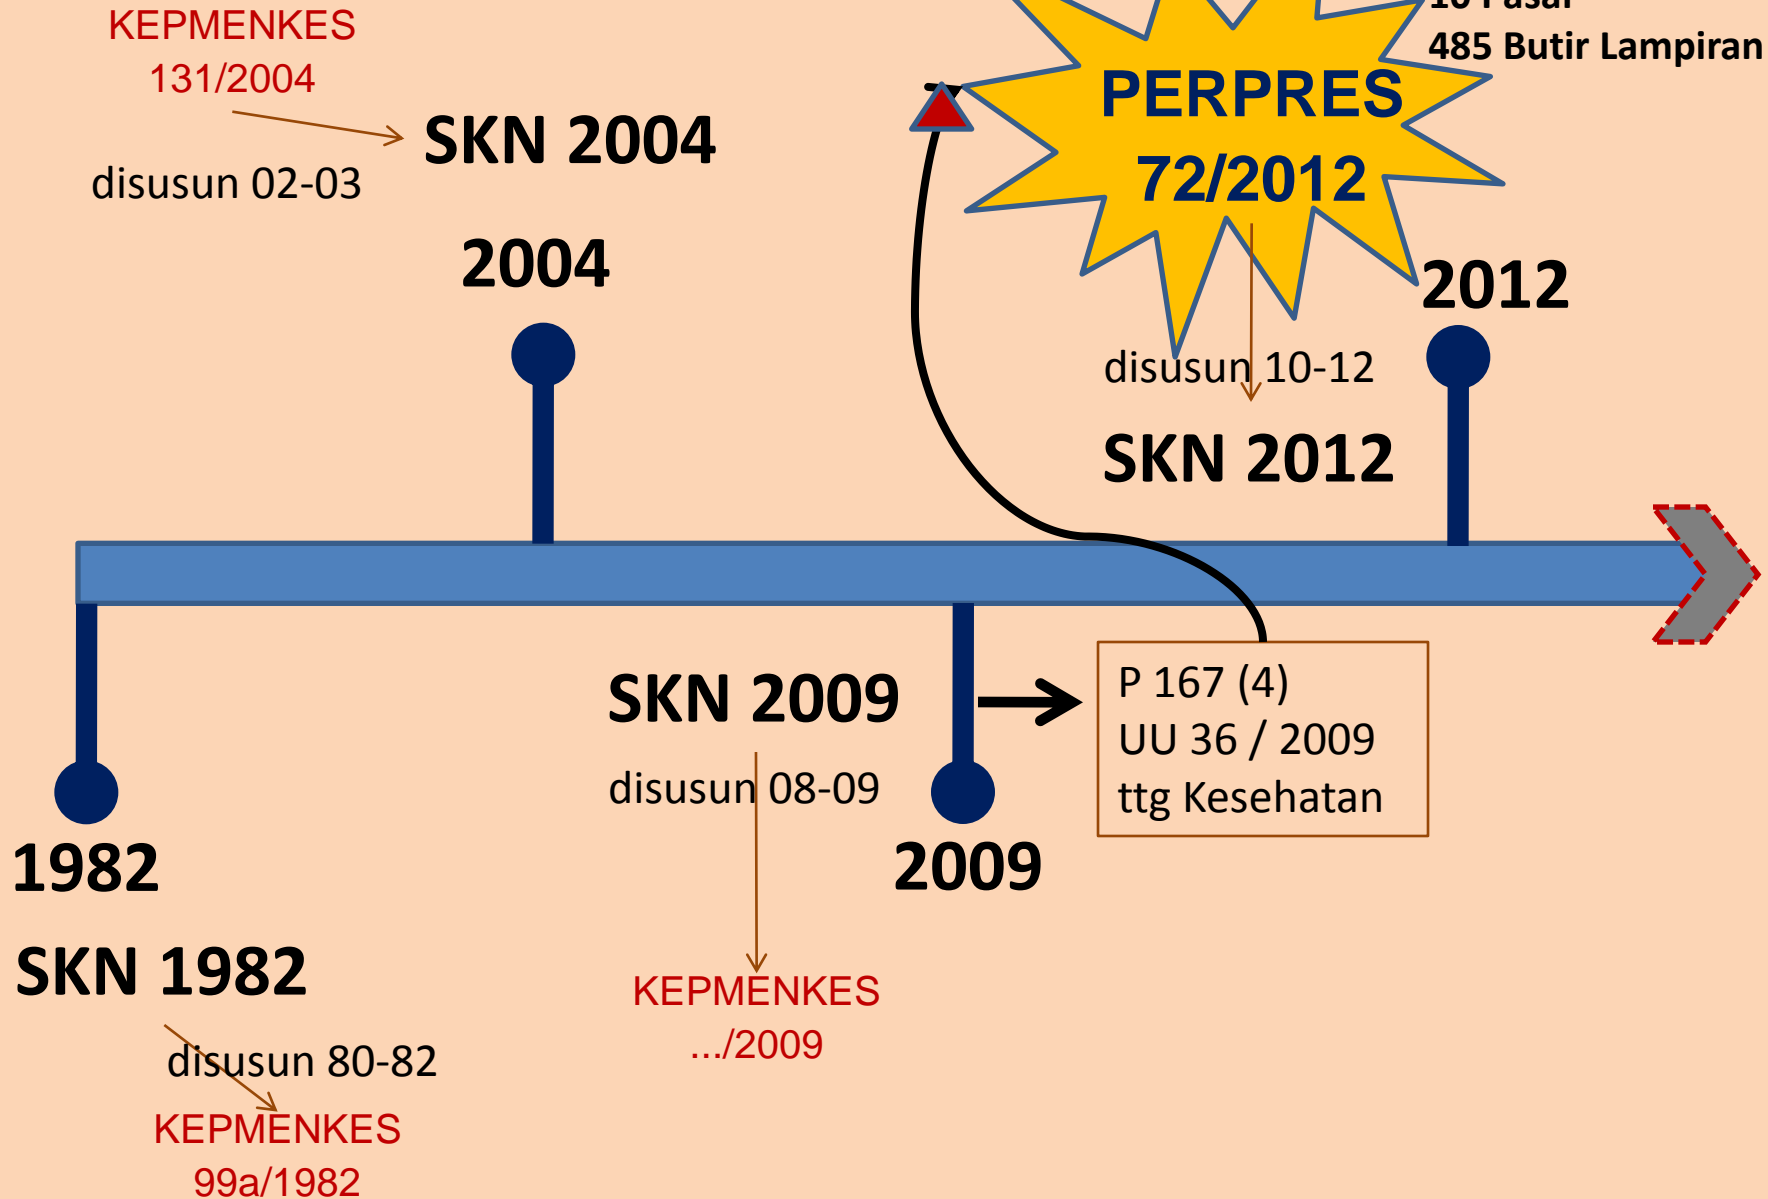 KEPMENKES
131/2004
SKN 2004
disusun 02-03
2004
485 Butir Lampiran
PERPRES
72/2012
2012
disusun 10-12
SKN 2012
SKN 2009
disusun 08-09
P 167 (4)
UU 36 / 2009
ttg Kesehatan
1982
2009
SKN 1982
disusun 80-82
KEPMENKES
99a/1982
KEPMENKES
.../2009